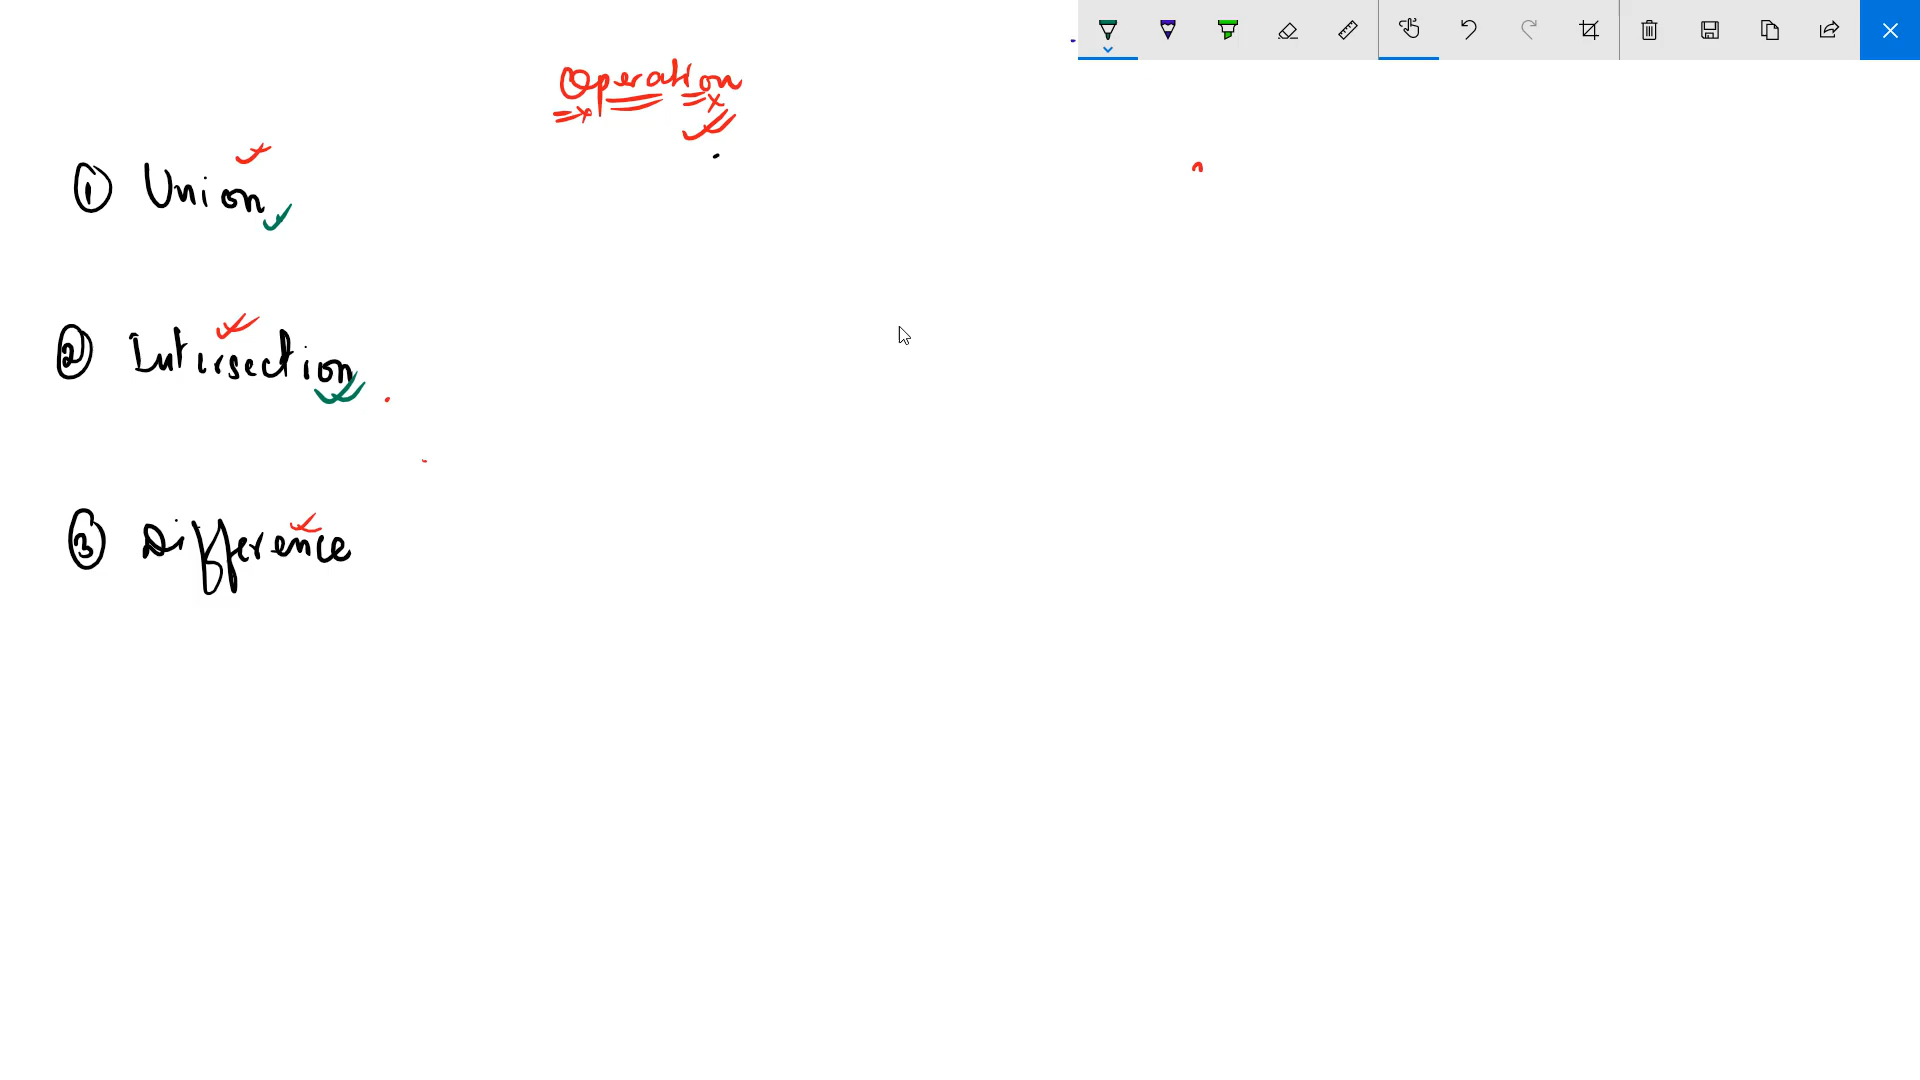 Operation
① Union
② Intersection
③ Difference